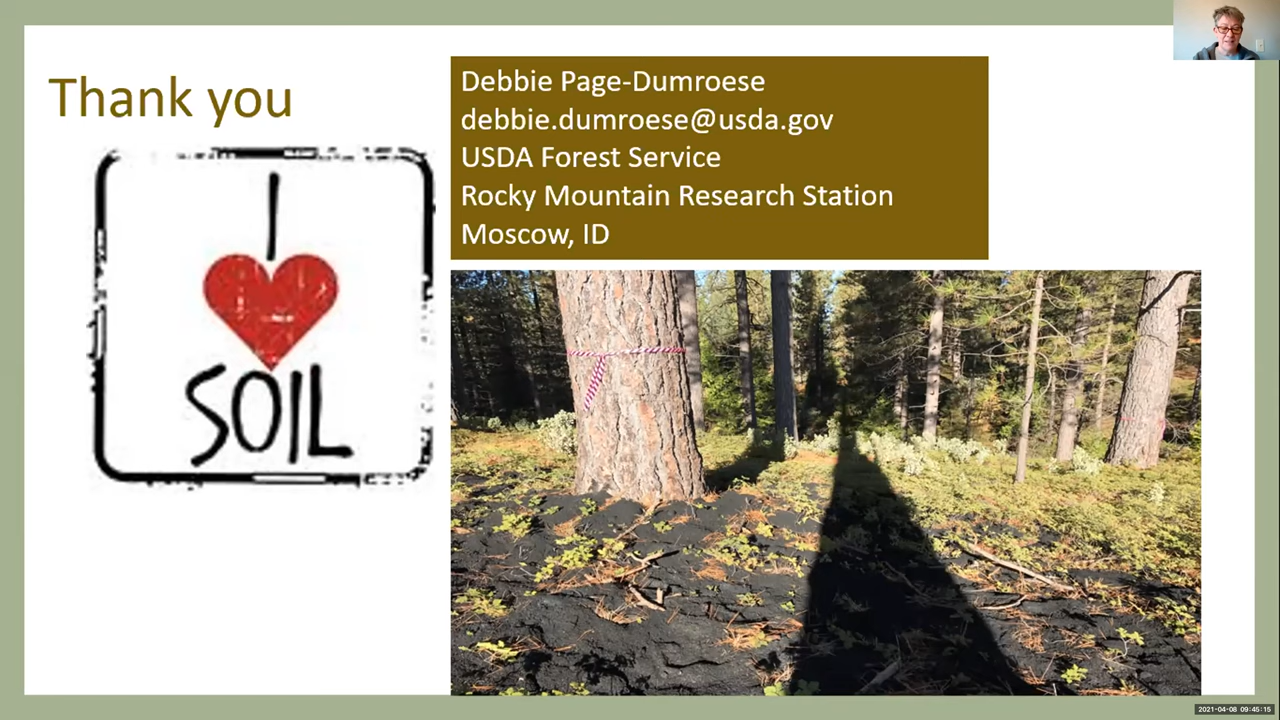 Thank you
I
SOIL
Debbie Page-Dumroese
debbie.dumroese@usda.gov
USDA Forest Service
Rocky Mountain Research Station
Moscow, ID
2021-04-08 09:45:15